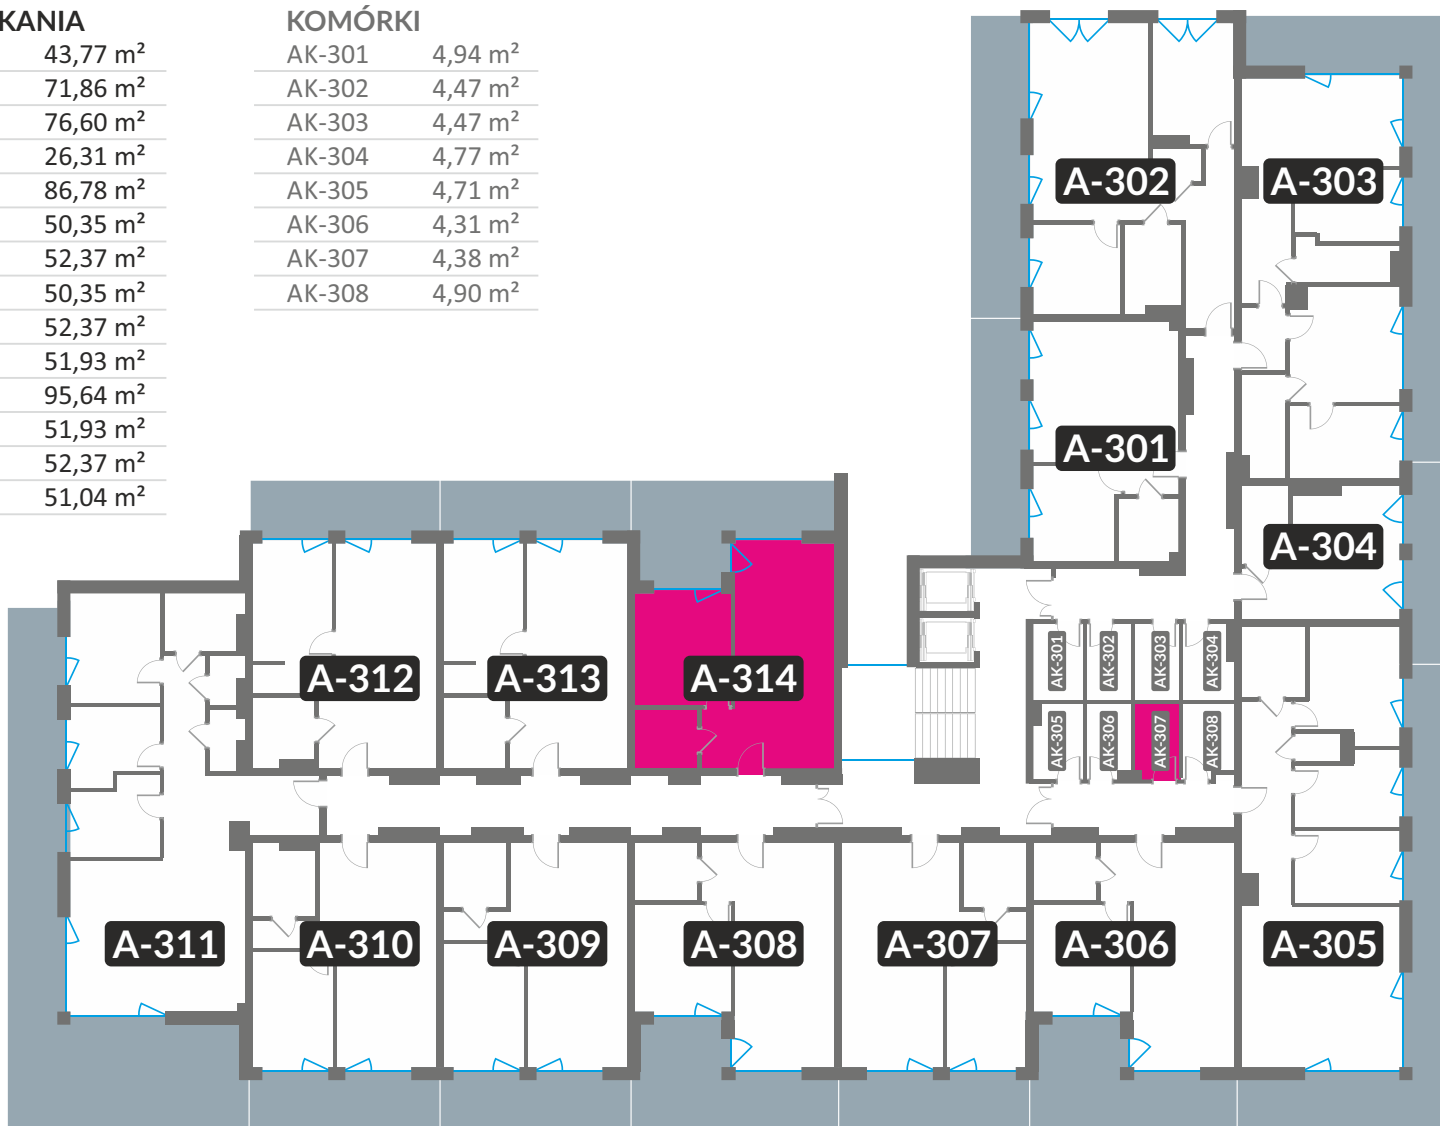 KANIA
43,77 m²
71,86 m²
76,60 m²
26,31 m²
86,78 m²
50,35 m²
52,37 m²
50,35 m²
52,37 m²
51,93 m²
95,64 m²
51,93 m²
52,37 m²
51,04 m²
KOMÓRKI
AK-301 4,94 m²
AK-302 4,47 m²
AK-303 4,47 m²
AK-304 4,77 m²
AK-305 4,71 m²
AK-306 4,31 m²
AK-307 4,38 m²
AK-308 4,90 m²
A-302
A-303
A-301
A-304
AK-301
AK-302
AK-303
AK-304
A-312
A-313
A-314
AK-305
AK-306
AK-307
AK-308
A-311
A-310
A-309
A-308
A-307
A-306
A-305